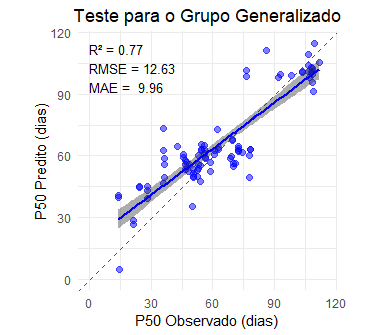 Teste para o Grupo Generalizado
R² = 0.77
RMSE = 12.63
MAE = 9.96
P50 Predito (dias)
120
90
60
30
0
0 30 60 90 120
P50 Observado (dias)